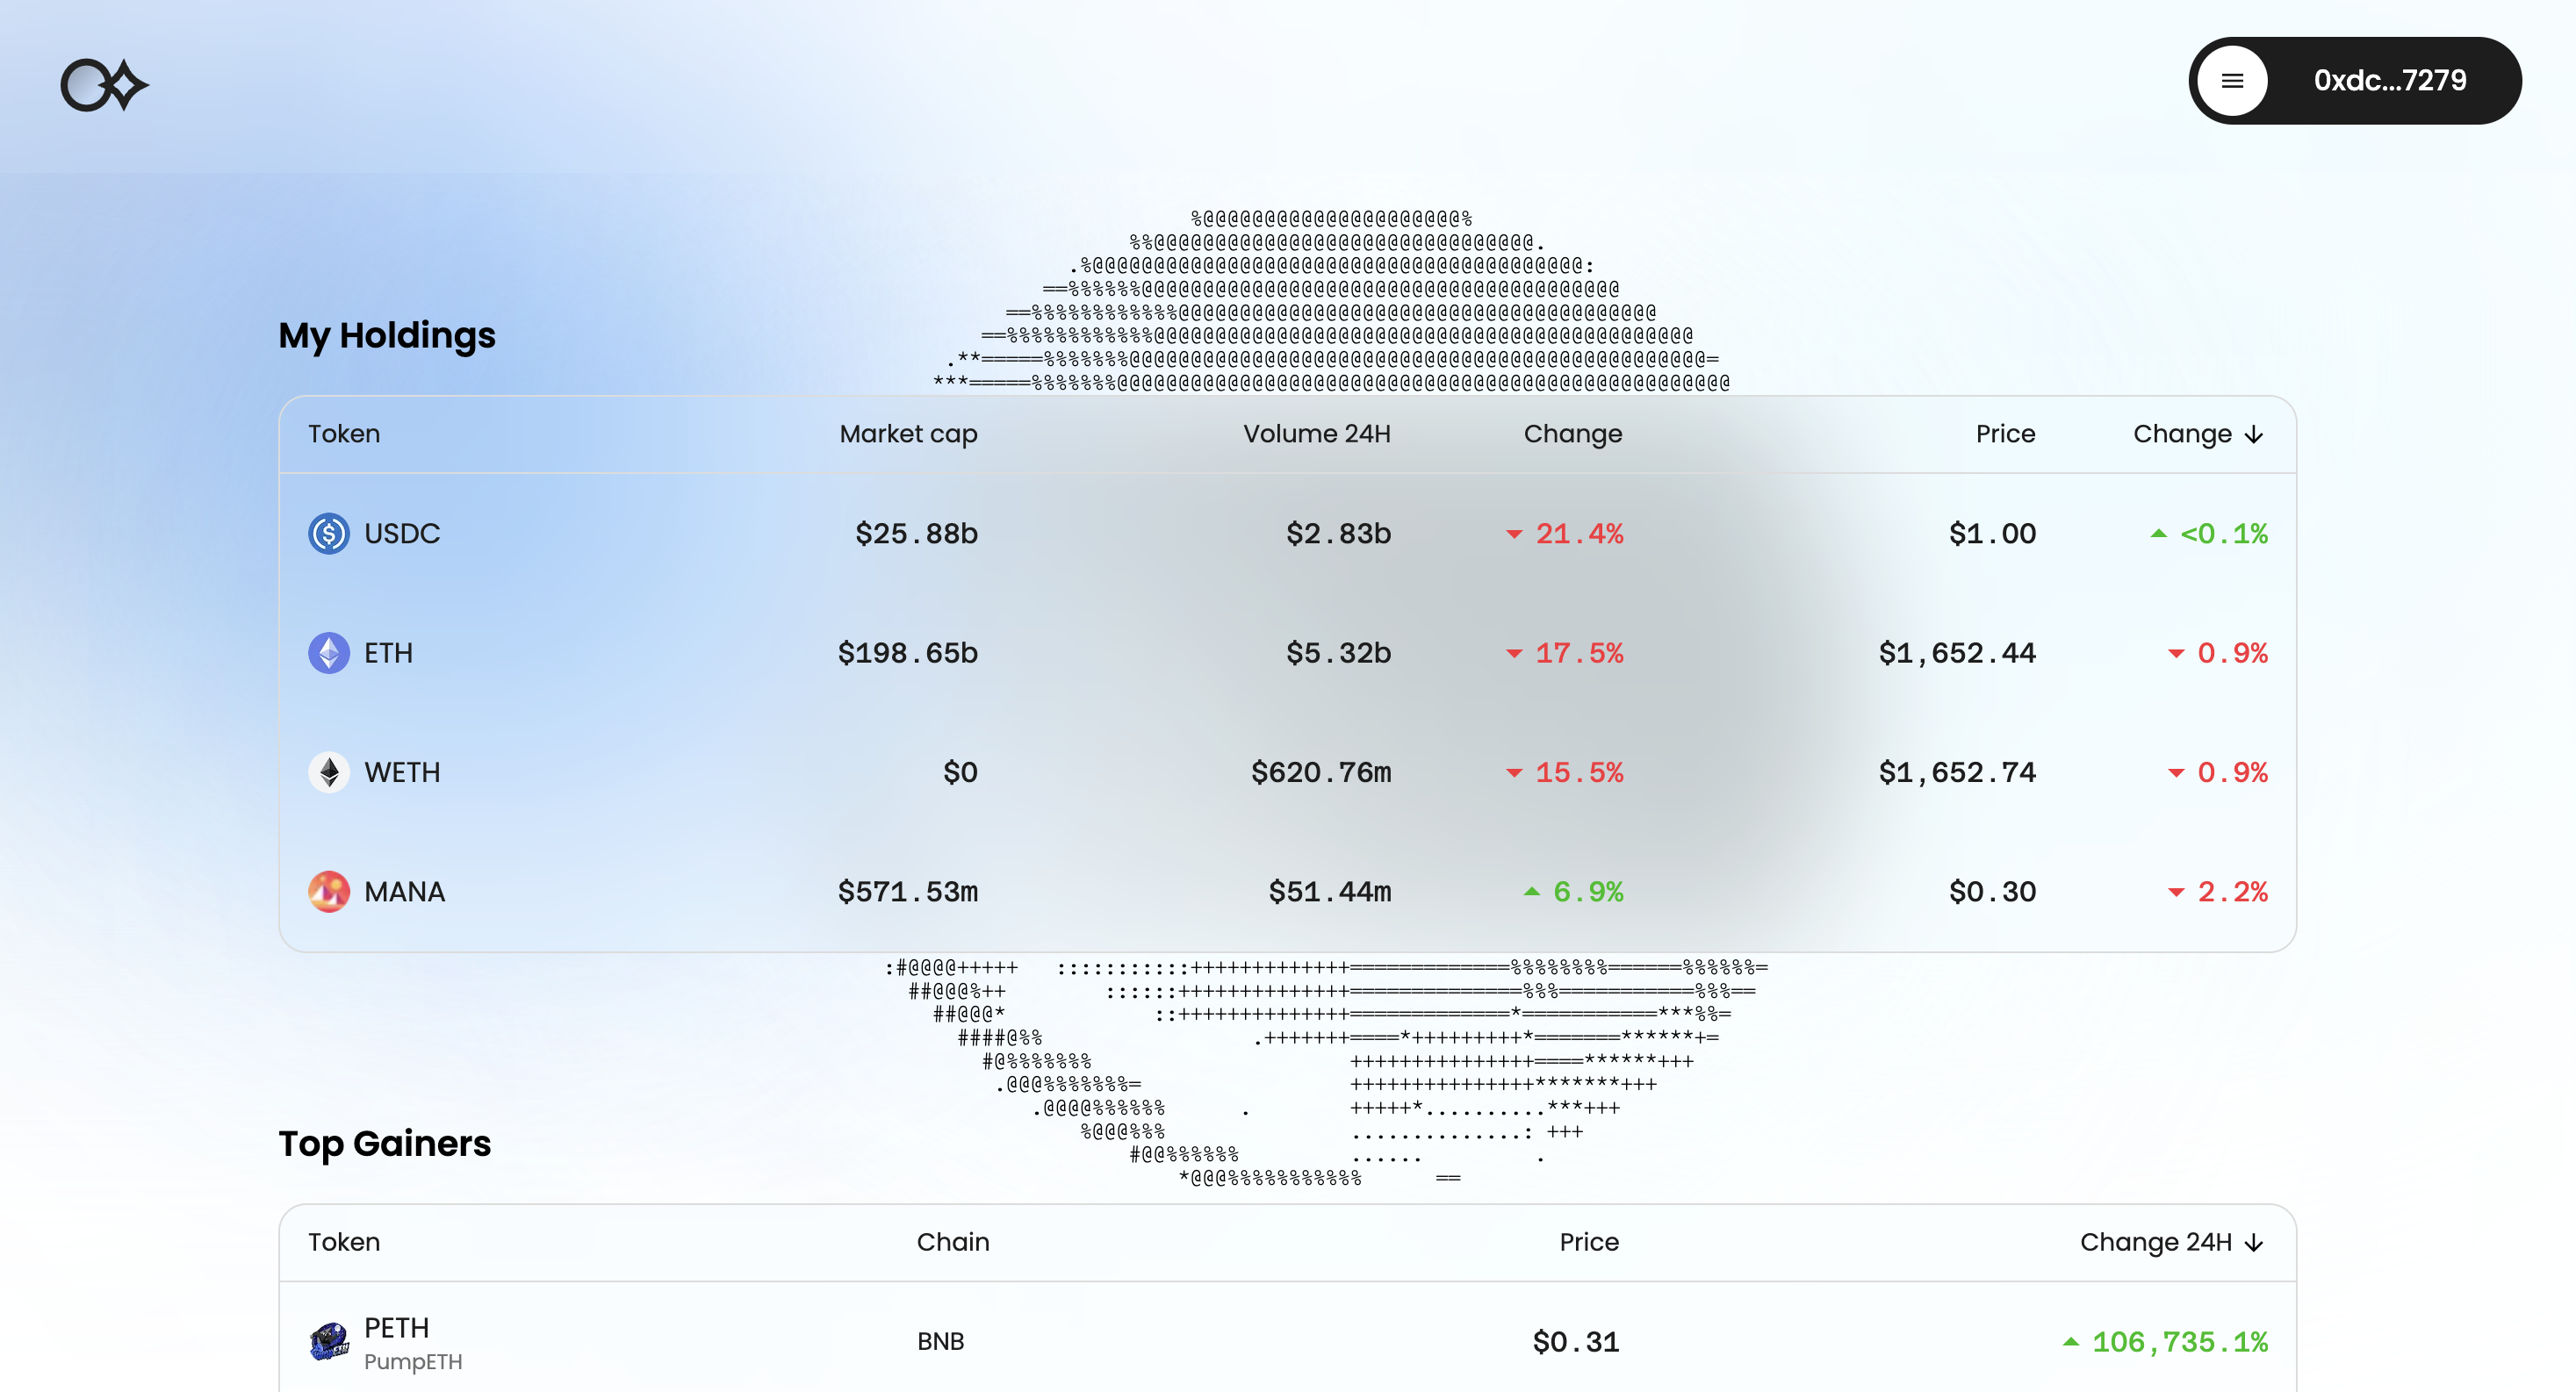 0xdc...7279
My Holdings
Token Market cap Volume 24H Change Price Change ↓
USDC $25.88b $2.83b ▼ 21.4% $1.00 ▲ <0.1%
ETH $198.65b $5.32b ▼ 17.5% $1,652.44 ▼ 0.9%
WETH $0 $620.76m ▼ 15.5% $1,652.74 ▼ 0.9%
MANA $571.53m $51.44m ▲ 6.9% $0.30 ▼ 2.2%
Top Gainers
Token Chain Price Change 24H ↓
PETH BNB $0.31 ▲ 106,735.1%
PumpETH